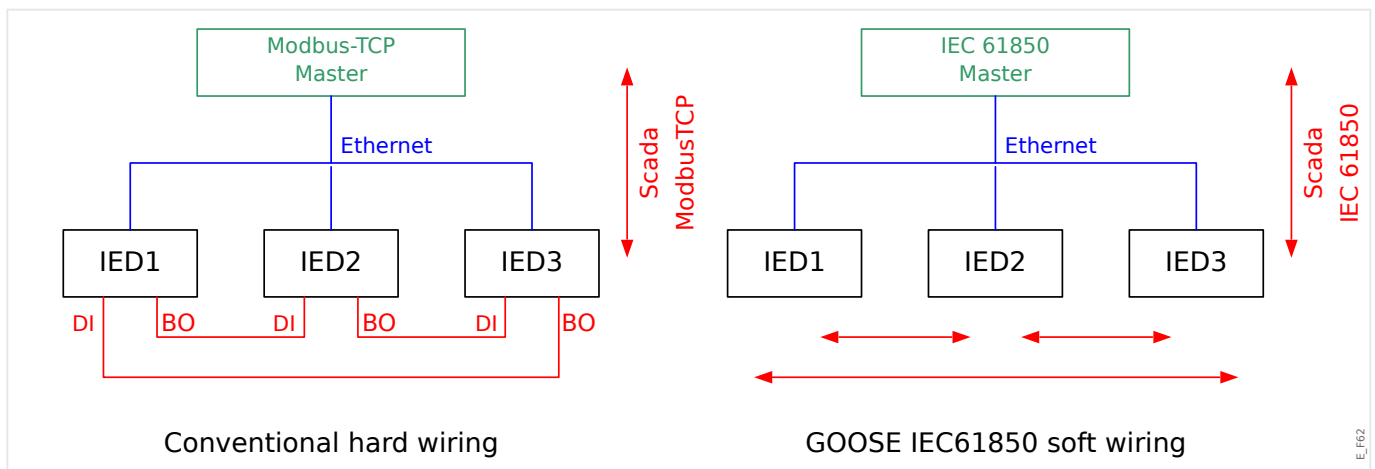 Modbus-TCP
Master
Ethernet
Scada
ModbusTCP
IED1
IED2
IED3
DI
BO
DI
BO
DI
BO
Conventional hard wiring
IEC 61850
Master
Ethernet
Scada
IEC 61850
IED1
IED2
IED3
GOOSE IEC61850 soft wiring
E_F62